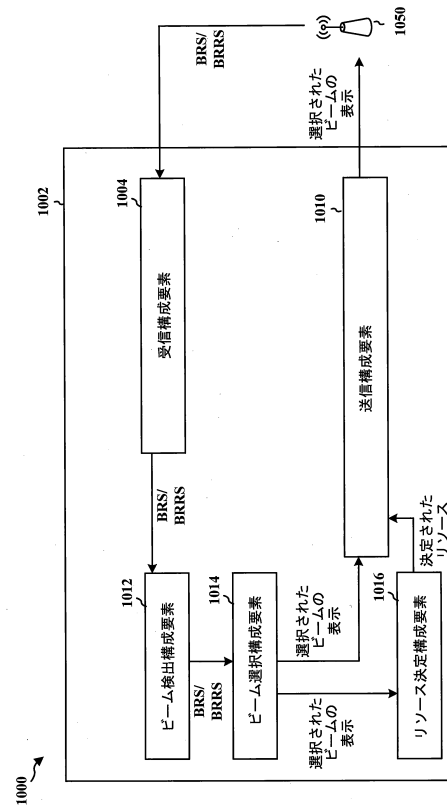 1000
1002
BRS/
BRRS
1050
1004
受信構成要素
選択された
ビームの
表示
1010
送信構成要素
BRS/
BRRS
1012
ビーム検出構成要素
BRS/
BRRS
1014
ビーム選択構成要素
選択された
ビームの
表示
選択された
ビームの
表示
1016
リソース決定構成要素
決定された
リソース